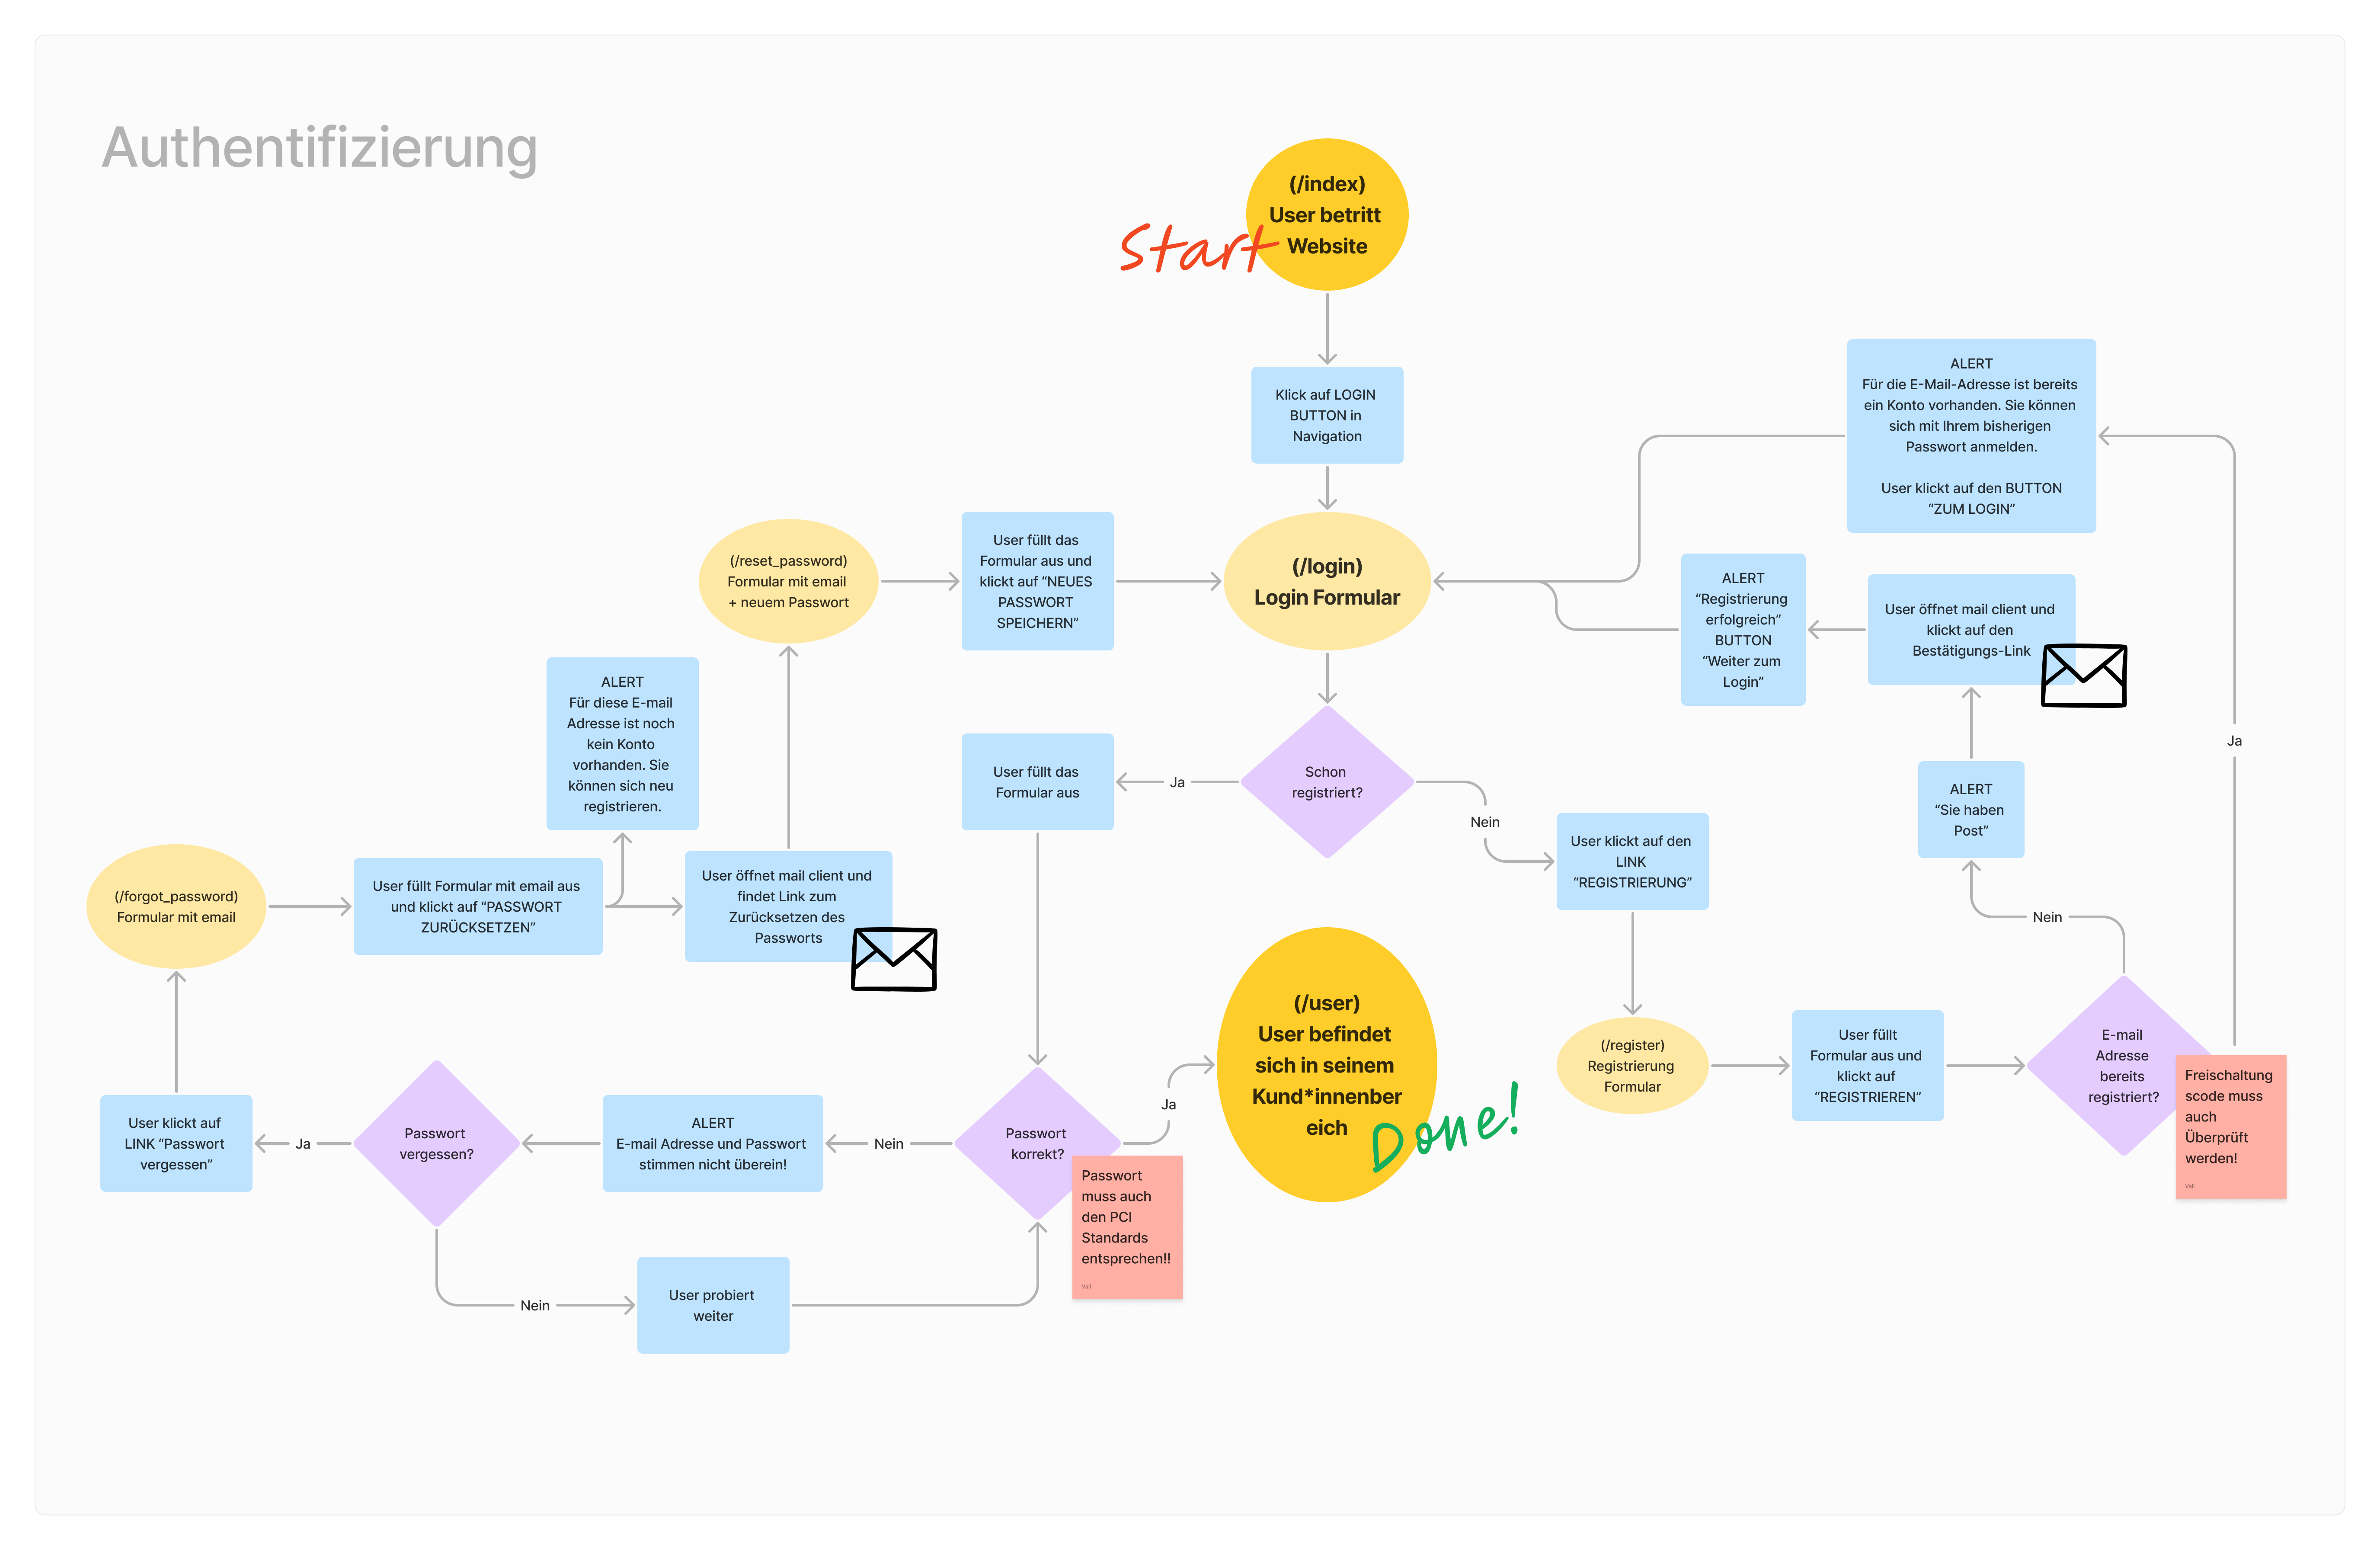 Authentifizierung
(/index)
User betritt
Website
Start
Klick auf LOGIN
BUTTON in
Navigation
ALERT
Für die E-Mail-Adresse ist bereits
ein Konto vorhanden. Sie können
sich mit Ihrem bisherigen
Passwort anmelden.
User klickt auf den BUTTON
“ZUM LOGIN”
(/reset_password)
Formular mit email
+ neuem Passwort
User füllt das
Formular aus und
klickt auf “NEUES
PASSWORT
SPEICHERN”
(/login)
Login Formular
ALERT
“Registrierung
erfolgreich”
BUTTON
“Weiter zum
Login”
User öffnet mail client und
klickt auf den
Bestätigungs-Link
ALERT
Für diese E-mail
Adresse ist noch
kein Konto
vorhanden. Sie
können sich neu
registrieren.
User füllt das
Formular aus
Ja
Schon
registriert?
Nein
User klickt auf den
LINK
“REGISTRIERUNG”
ALERT
“Sie haben
Post”
Ja
(/forgot_password)
Formular mit email
User füllt Formular mit email aus
und klickt auf “PASSWORT
ZURÜCKSETZEN”
User öffnet mail client und
findet Link zum
Zurücksetzen des
Passworts
Nein
(/user)
User befindet
sich in seinem
Kund*innenber
eich
Done!
(/register)
Registrierung
Formular
User füllt
Formular aus und
klickt auf
“REGISTRIEREN”
E-mail
Adresse
bereits
registriert?
Freischaltung
scode muss
auch
Überprüft
werden!
Vali
User klickt auf
LINK “Passwort
vergessen”
Ja
Passwort
vergessen?
ALERT
E-mail Adresse und Passwort
stimmen nicht überein!
Nein
Passwort
korrekt?
Ja
Passwort
muss auch
den PCI
Standards
entsprechen!!
Vali
Nein
User probiert
weiter